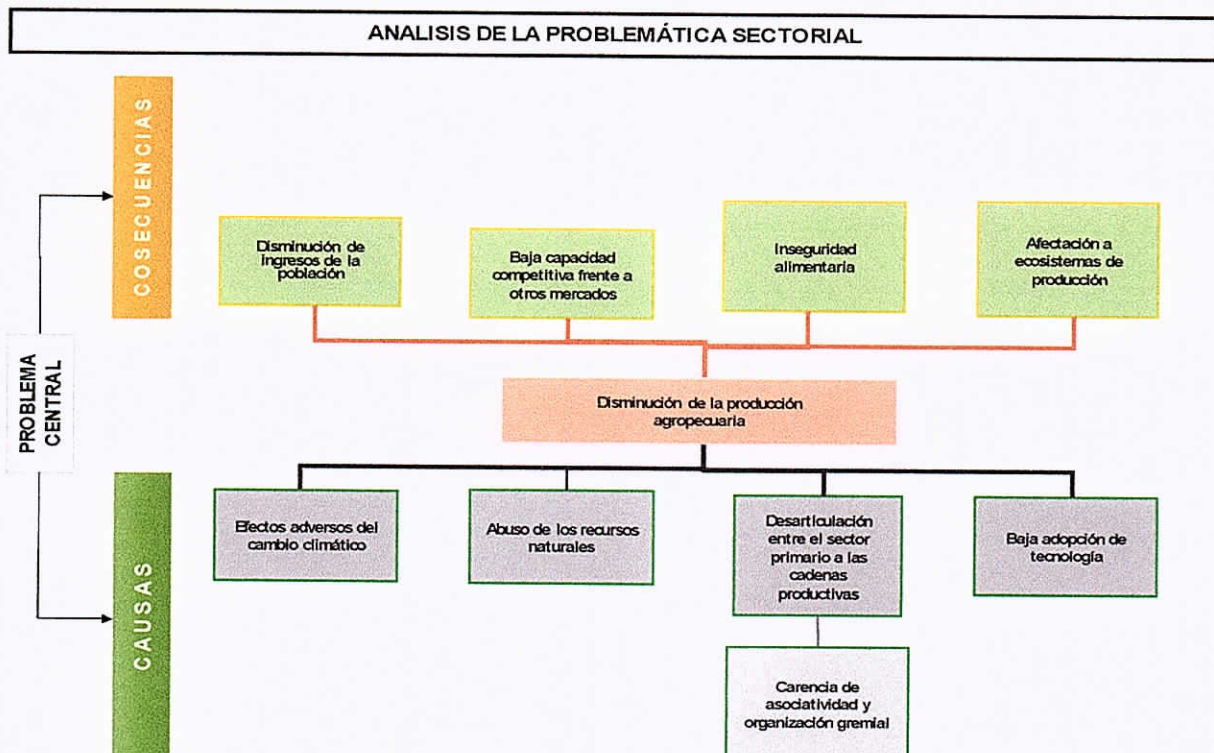 ANALISIS DE LA PROBLEMÁTICA SECTORIAL
COSECUENCIAS
Disminución de
ingresos de la
población
Baja capacidad
competitiva frente a
otros mercados
Inseguridad
alimentaria
Afectación a
ecosistemas de
producción
PROBLEMA
CENTRAL
Disminución de la producción
agropecuaria
CAUSAS
Efectos adversos del
cambio climático
Abuso de los recursos
naturales
Desarticulación
entre el sector
primario a las
cadenas
productivas
Baja adopción de
tecnología
Carencia de
asociatividad y
organización gremial